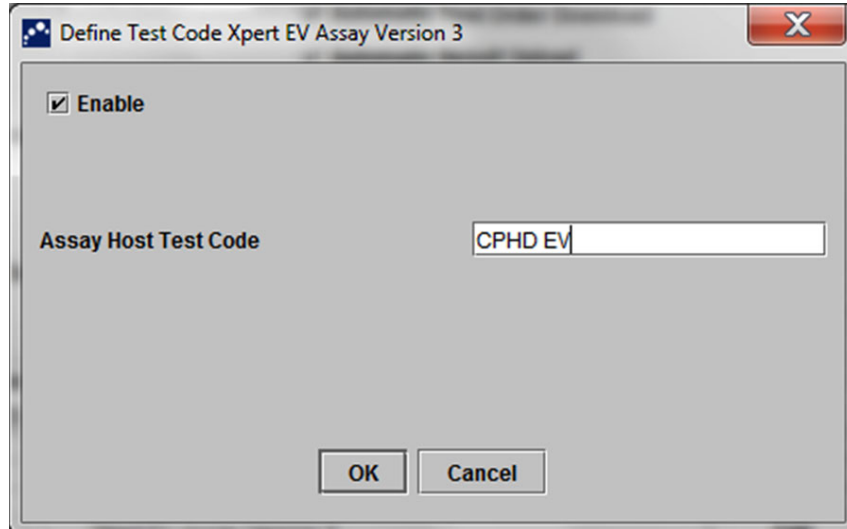 Define Test Code Xpert EV Assay Version 3
Enable
Assay Host Test Code
CPHD EV
OK
Cancel